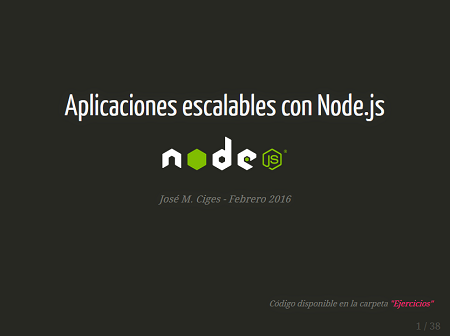 Aplicaciones escalables con Node.js
node JS
José M. Ciges - Febrero 2016
Código disponible en la carpeta "Ejercicios"
1 / 38